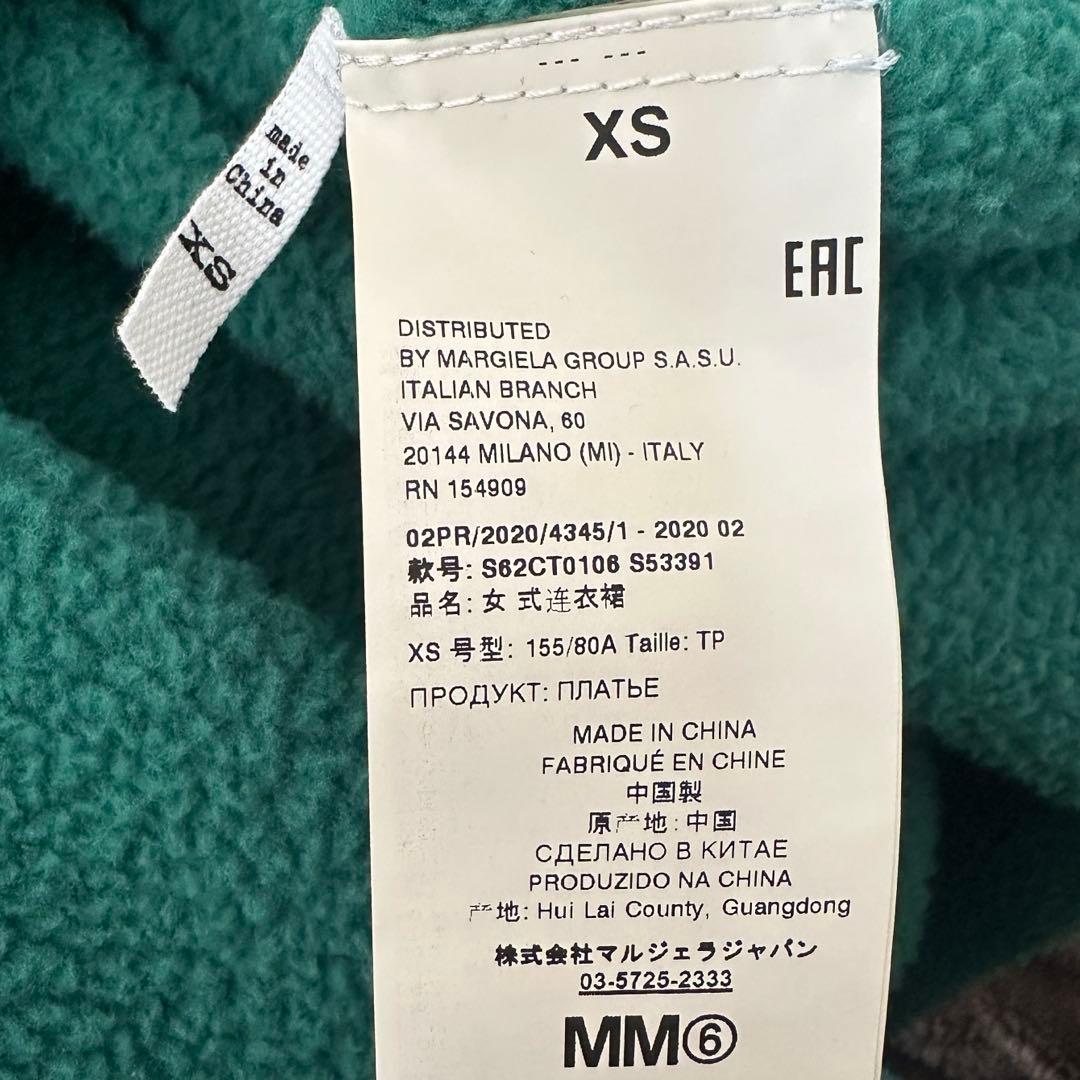 made
in
China
XS
--- ---
XS
EAC
DISTRIBUTED
BY MARGIELA GROUP S.A.S.U.
ITALIAN BRANCH
VIA SAVONA, 60
20144 MILANO (MI) - ITALY
RN 154909
02PR/2020/4345/1 - 2020 02
款号: S62CT0106 S53391
品名: 女 式连衣裙
XS 号型: 155/80A Taille: TP
ПРОДУКТ: ПЛАТЬЕ
MADE IN CHINA
FABRIQUÉ EN CHINE
中国製
原产地: 中国
СДЕЛАНО В КИТАЕ
PRODUZIDO NA CHINA
产地: Hui Lai County, Guangdong
株式会社マルジェラジャパン
03-5725-2333
MM⑥